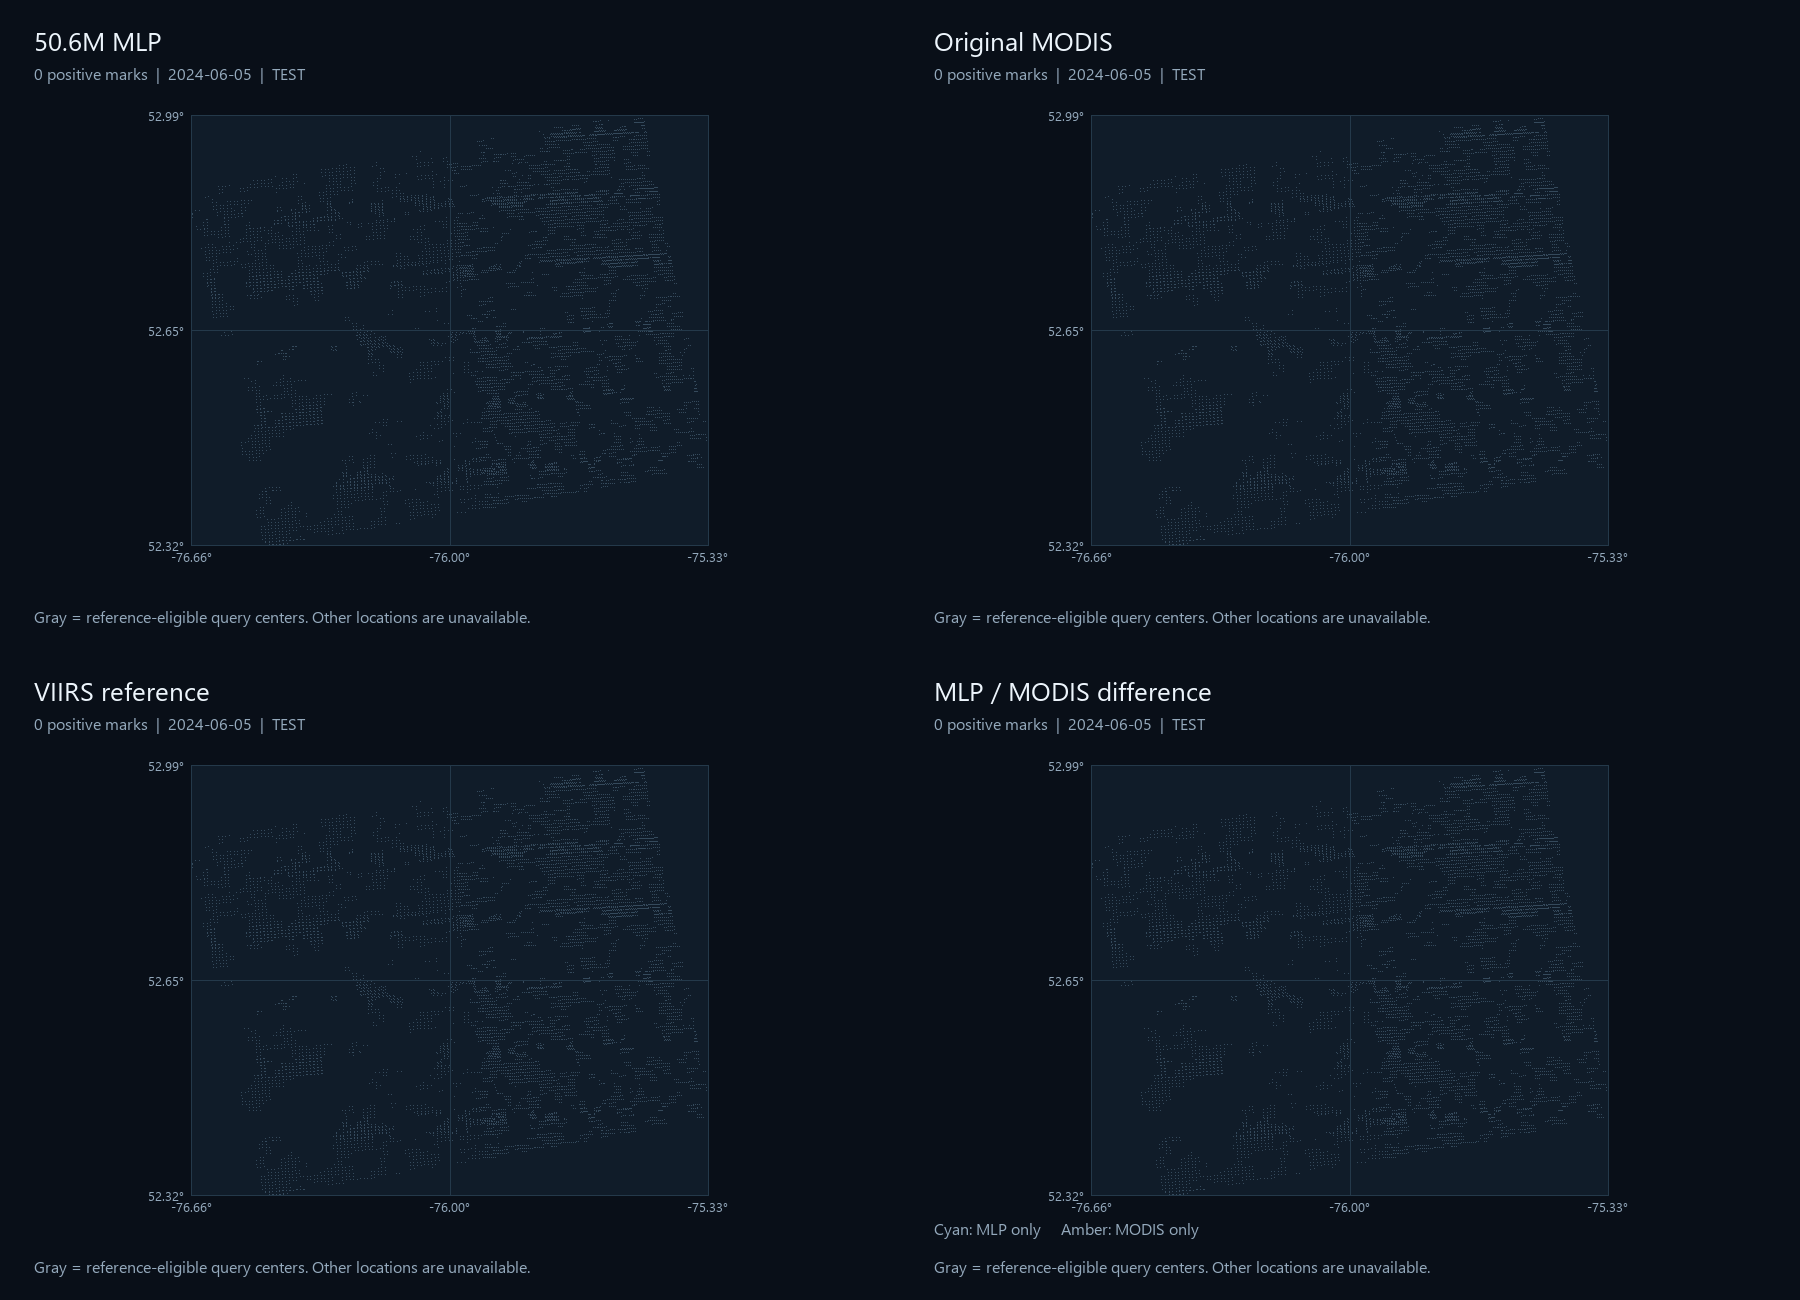 50.6M MLP
0 positive marks | 2024-06-05 | TEST
52.99°
52.65°
52.32°
-76.66°
-76.00°
-75.33°
Gray = reference-eligible query centers. Other locations are unavailable.
Original MODIS
0 positive marks | 2024-06-05 | TEST
52.99°
52.65°
52.32°
-76.66°
-76.00°
-75.33°
Gray = reference-eligible query centers. Other locations are unavailable.
VIIRS reference
0 positive marks | 2024-06-05 | TEST
52.99°
52.65°
52.32°
-76.66°
-76.00°
-75.33°
Gray = reference-eligible query centers. Other locations are unavailable.
MLP / MODIS difference
0 positive marks | 2024-06-05 | TEST
52.99°
52.65°
52.32°
-76.66°
-76.00°
-75.33°
Cyan: MLP only Amber: MODIS only
Gray = reference-eligible query centers. Other locations are unavailable.